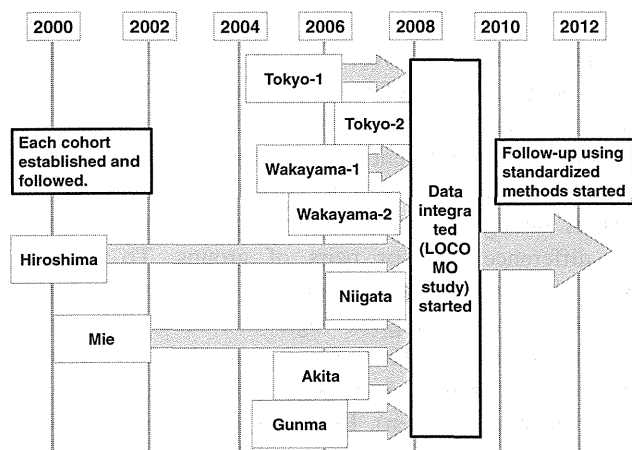 2000 2002 2004 2006 2008 2010 2012
Tokyo-1
Tokyo-2
Each cohort
established and
followed.
Wakayama-1
Wakayama-2
Hiroshima
Niigata
Mie
Akita
Gunma
Data
integra
ted
(LOCO
MO
study)
started
Follow-up using
standardized
methods started